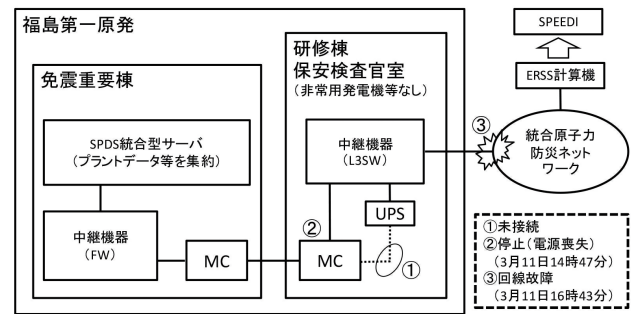 福島第一原発
免震重要棟
SPDS統合型サーバ
(プラントデータ等を集約)
中継機器
(FW)
MC
研修棟
保安検査官室
(非常用発電機等なし)
中継機器
(L3SW)
UPS
②
MC
①
③
SPEEDI
ERSS計算機
統合原子力
防災ネット
ワーク
①未接続
②停止(電源喪失)
(3月11日14時47分)
③回線故障
(3月11日16時43分)